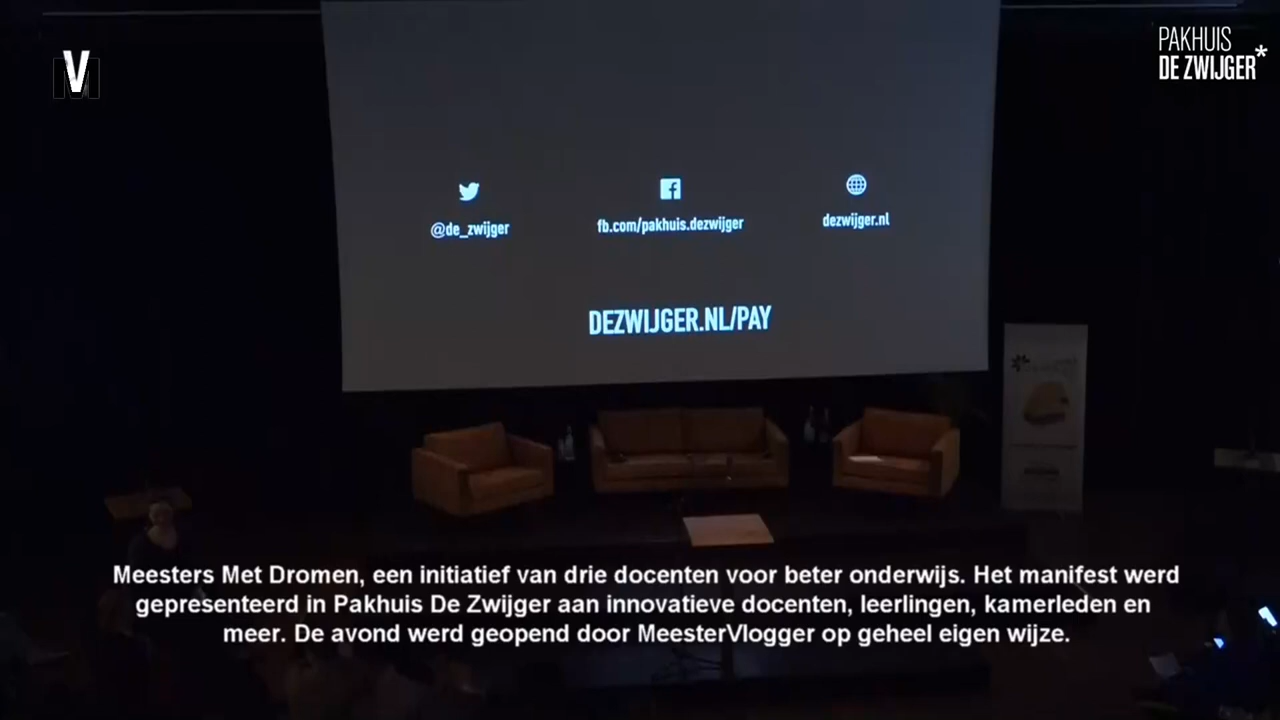 VM
PAKHUIS
DE ZWIJGER*
@de_zwijger
fb.com/pakhuis.dezwijger
dezwijger.nl
DEZWIJGER.NL/PAY
Meesters Met Dromen, een initiatief van drie docenten voor beter onderwijs. Het manifest werd
gepresenteerd in Pakhuis De Zwijger aan innovatieve docenten, leerlingen, kamerleden en
meer. De avond werd geopend door MeesterVlogger op geheel eigen wijze.